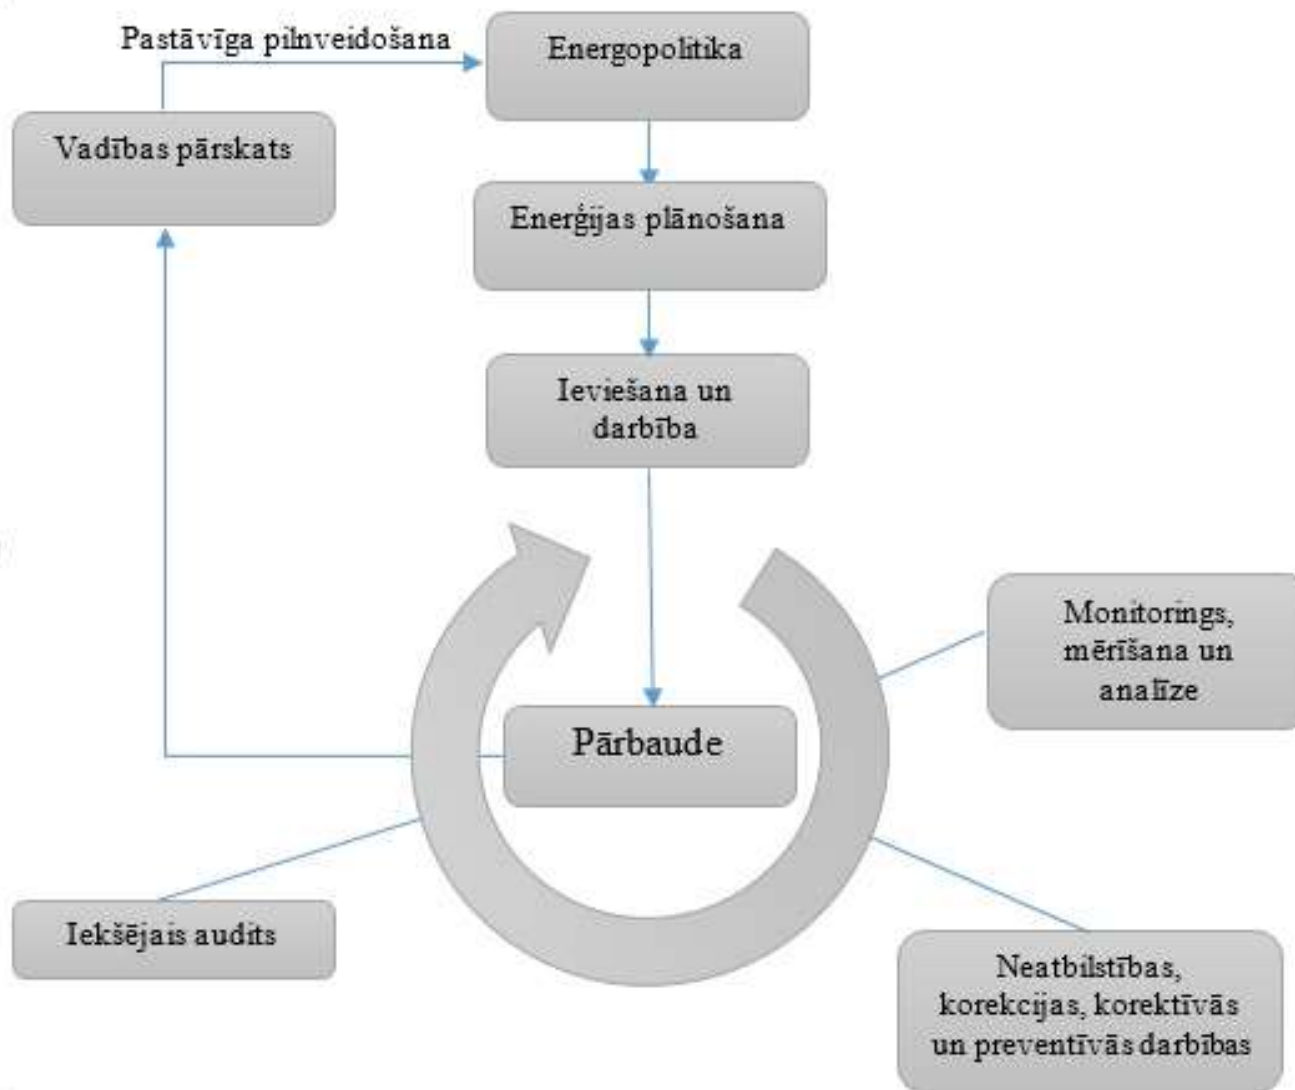 Pastāvīga pilnveidošana
Energopolitika
Vadības pārskats
Enerģijas plānošana
Ieviešana un
darbība
Monitorings,
mērīšana un
analīze
Pārbaude
Iekšējais audits
Neatbilstības,
korekcijas, korektīvās
un preventīvās darbības